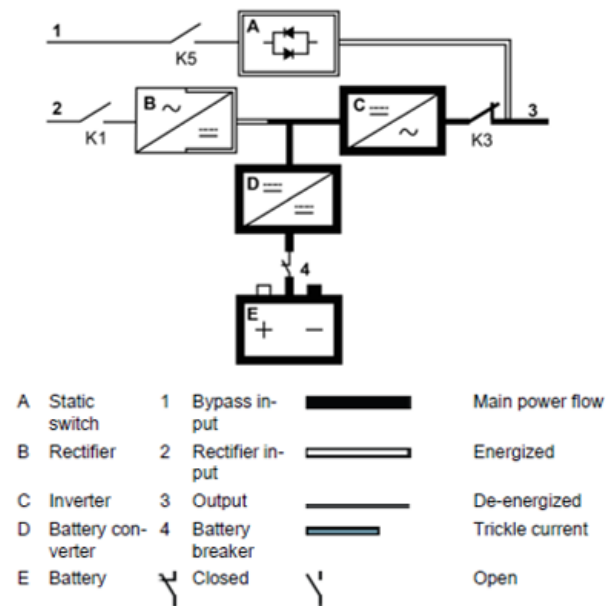 1
K5
A
2
K1
B
C
K3
3
D
4
E
+ −
A Static switch 1 Bypass in-put Main power flow
B Rectifier 2 Rectifier in-put Energized
C Inverter 3 Output De-energized
D Battery con-verter 4 Battery breaker Trickle current
E Battery Closed Open